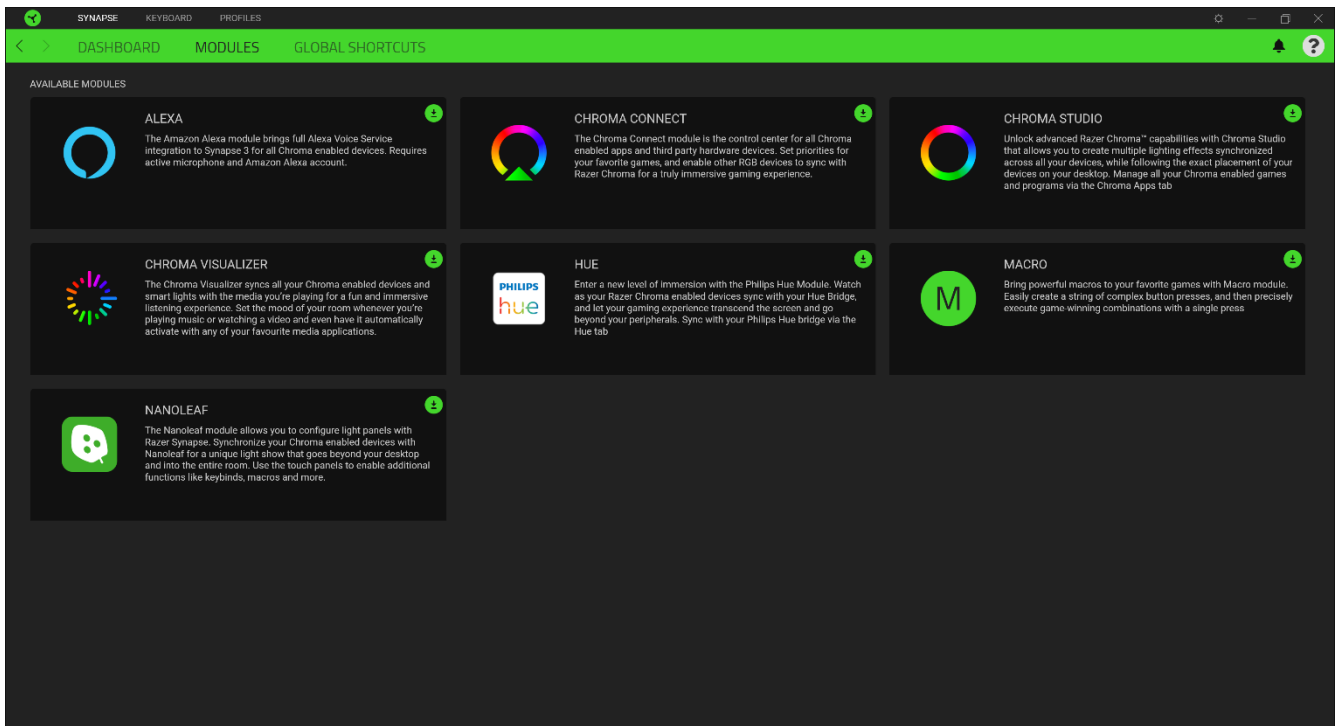 SYNAPSE KEYBOARD PROFILES
DASHBOARD MODULES GLOBAL SHORTCUTS
?
AVAILABLE MODULES
ALEXA
The Amazon Alexa module brings full Alexa Voice Service
integration to Synapse 3 for all Chroma enabled devices. Requires
active microphone and Amazon Alexa account.
CHROMA CONNECT
The Chroma Connect module is the control center for all Chroma
enabled apps and third party hardware devices. Set priorities for
your favorite games, and enable other RGB devices to sync with
Razer Chroma for a truly immersive gaming experience.
CHROMA STUDIO
Unlock advanced Razer Chroma™ capabilities with Chroma Studio
that allows you to create multiple lighting effects synchronized
across all your devices, while following the exact placement of your
devices on your desktop. Manage all your Chroma enabled games
and programs via the Chroma Apps tab
CHROMA VISUALIZER
The Chroma Visualizer syncs all your Chroma enabled devices and
smart lights with the media you're playing for a fun and immersive
listening experience. Set the mood of your room whenever you're
playing music or watching a video and even have it automatically
activate with any of your favourite media applications.
PHILIPS
hue
HUE
Enter a new level of immersion with the Philips Hue Module. Watch
as your Razer Chroma enabled devices sync with your Hue Bridge,
and let your gaming experience transcend the screen and go
beyond your peripherals. Sync with your Philips Hue bridge via the
Hue tab
M
MACRO
Bring powerful macros to your favorite games with Macro module.
Easily create a string of complex button presses, and then precisely
execute game-winning combinations with a single press
NANOLEAF
The Nanoleaf module allows you to configure light panels with
Razer Synapse. Synchronize your Chroma enabled devices with
Nanoleaf for a unique light show that goes beyond your desktop
and into the entire room. Use the touch panels to enable additional
functions like keybinds, macros and more.